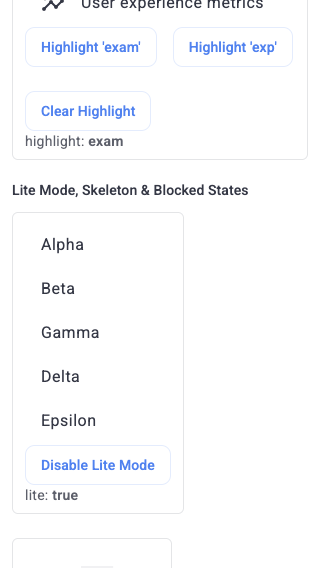 User experience metrics
Highlight 'exam' Highlight 'exp'
Clear Highlight
highlight: exam
Lite Mode, Skeleton & Blocked States
Alpha
Beta
Gamma
Delta
Epsilon
Disable Lite Mode
lite: true